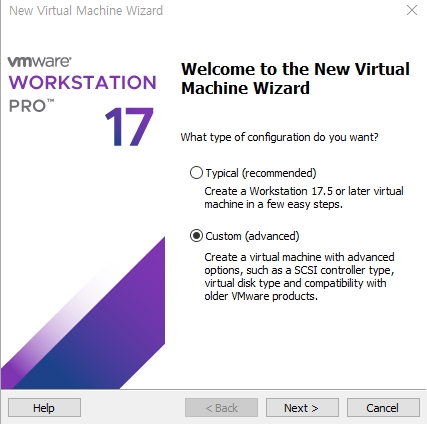 New Virtual Machine Wizard
vmware®
WORKSTATION
PRO™
17
Welcome to the New Virtual
Machine Wizard
What type of configuration do you want?
Typical (recommended)
Create a Workstation 17.5 or later virtual
machine in a few easy steps.
Custom (advanced)
Create a virtual machine with advanced
options, such as a SCSI controller type,
virtual disk type and compatibility with
older VMware products.
Help
< Back
Next >
Cancel